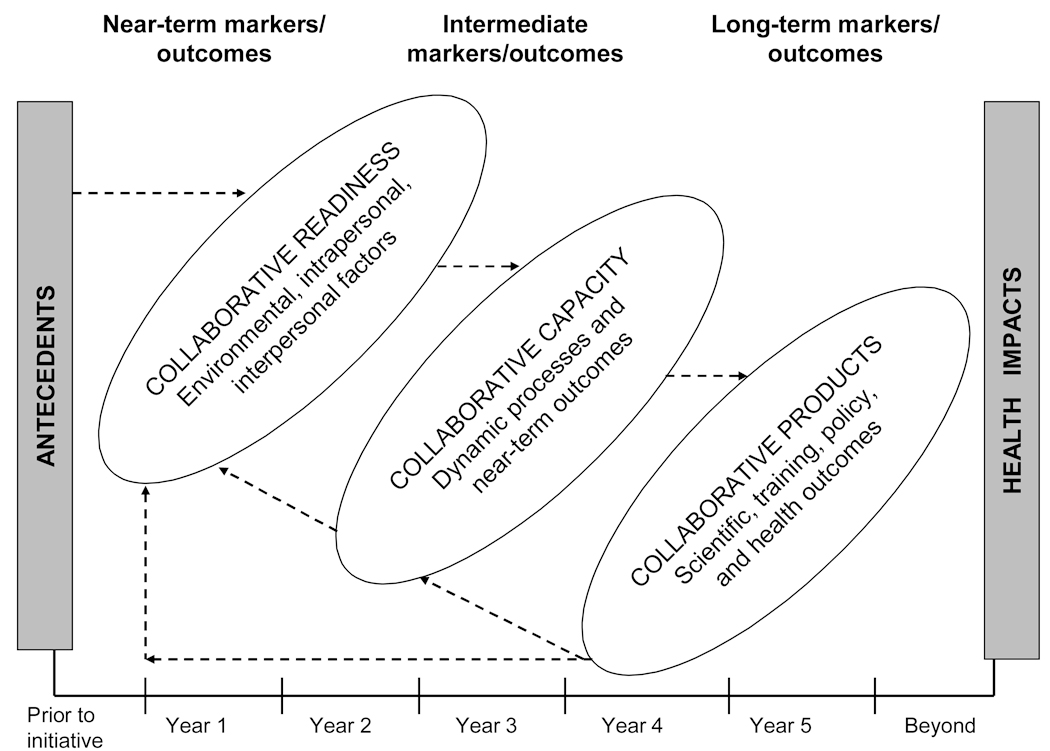 Near-term markers/
outcomes
Intermediate
markers/outcomes
Long-term markers/
outcomes
ANTECEDENTS
COLLABORATIVE READINESS
Environmental, intrapersonal,
interpersonal factors
COLLABORATIVE CAPACITY
Dynamic processes and
near-term outcomes
COLLABORATIVE PRODUCTS
Scientific, training, policy,
and health outcomes
HEALTH IMPACTS
Prior to
initiative
Year 1
Year 2
Year 3
Year 4
Year 5
Beyond